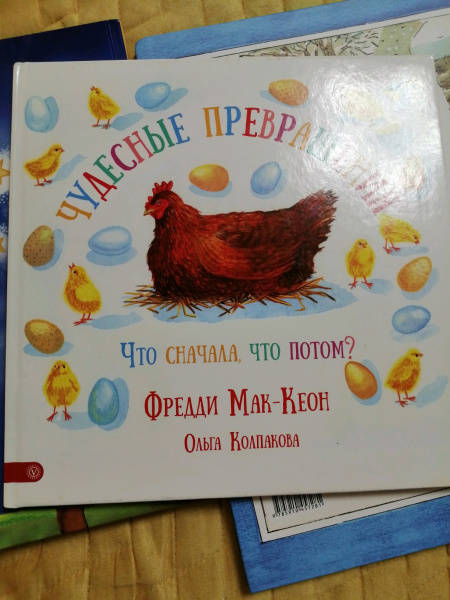 ЧУДЕСНЫЕ ПРЕВРАЩЕНИЯ
ЧТО СНАЧАЛА, ЧТО ПОТОМ?
ФРЕДДИ МАК-КЕОН
ОЛЬГА КОЛПАКОВА